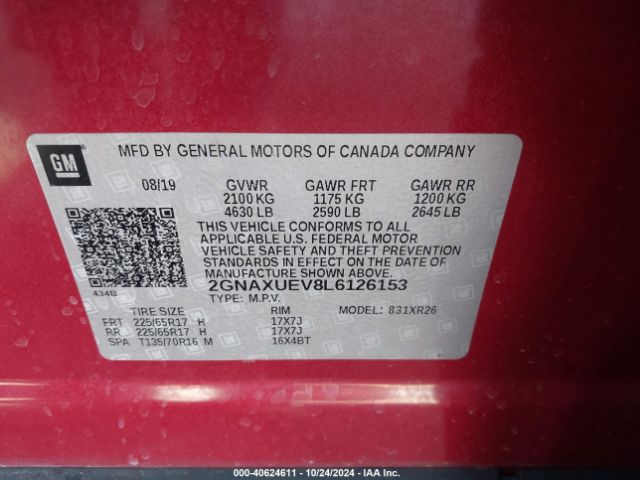 GM
MFD BY GENERAL MOTORS OF CANADA COMPANY
08/19 GVWR GAWR FRT GAWR RR
2100 KG 1175 KG 1200 KG
4630 LB 2590 LB 2645 LB
THIS VEHICLE CONFORMS TO ALL
APPLICABLE U.S. FEDERAL MOTOR
VEHICLE SAFETY AND THEFT PREVENTION
STANDARDS IN EFFECT ON THE DATE OF
MANUFACTURE SHOWN ABOVE.
434B 2GNAXUEV8L6126153
TYPE: M.P.V.
TIRE SIZE RIM MODEL: 831XR26
FRT 225/65R17 H 17X7J
RR 225/65R17 H 17X7J
SPA T135/70R16 M 16X4BT
000-40624611 - 10/24/2024 - IAA Inc.